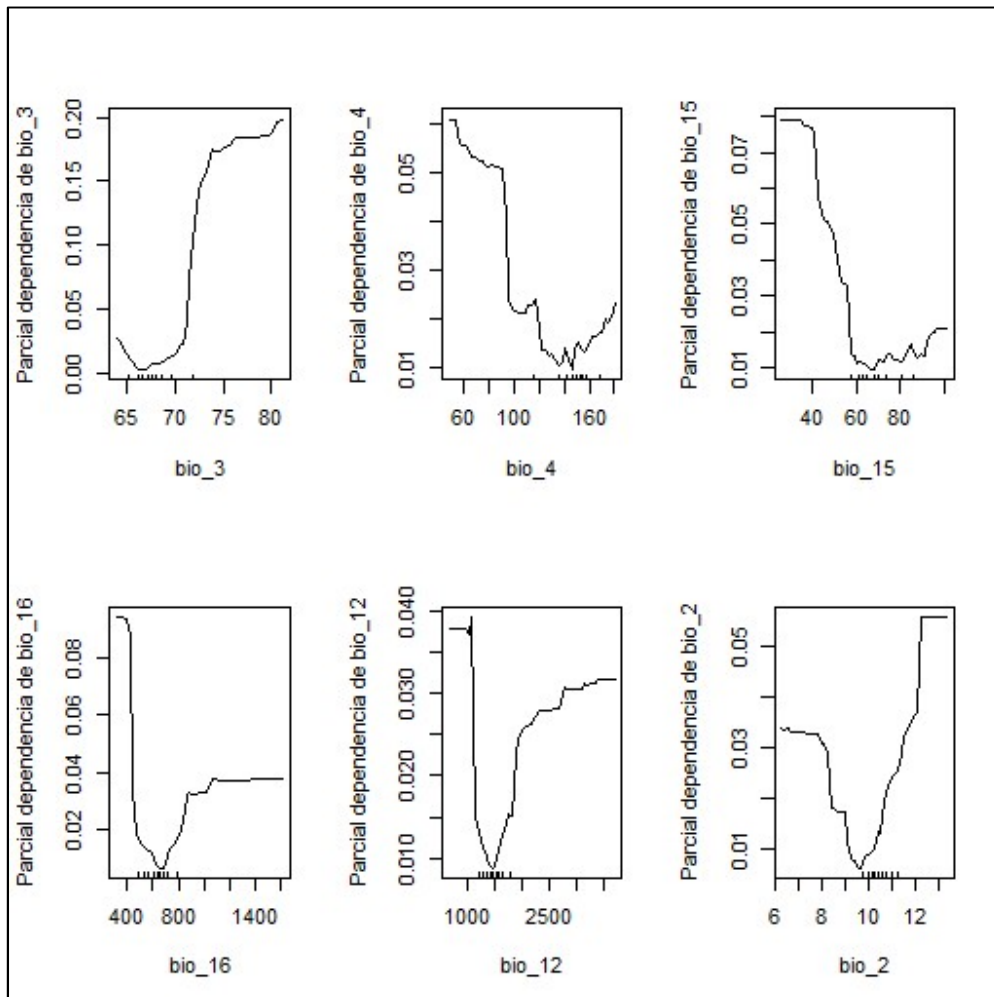 Parcial dependencia de bio_3
0.00 0.05 0.10 0.15 0.20
65 70 75 80
bio_3
Parcial dependencia de bio_4
0.01 0.03 0.05
60 100 160
bio_4
Parcial dependencia de bio_15
0.01 0.03 0.05 0.07
40 60 80
bio_15
Parcial dependencia de bio_16
0.02 0.04 0.06 0.08
400 800 1400
bio_16
Parcial dependencia de bio_12
0.010 0.020 0.030 0.040
1000 2500
bio_12
Parcial dependencia de bio_2
0.01 0.03 0.05
6 8 10 12
bio_2